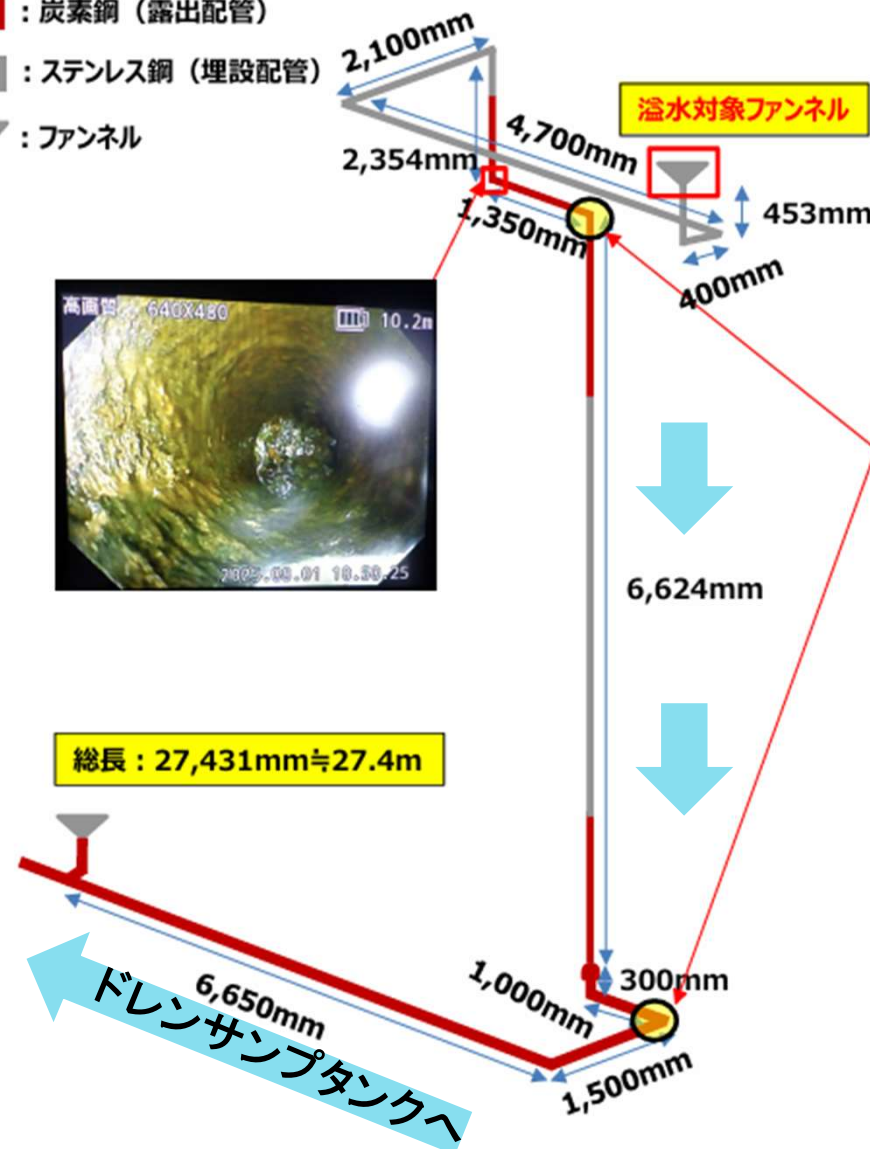 ：炭素鋼（露出配管）
：ステンレス鋼（埋設配管）
：ファンネル
2,100mm
溢水対象ファンネル
4,700mm
2,354mm
1,350mm
453mm
400mm
高画質 640X480
10.2m
10.30.25
6,624mm
総長：27,431mm≒27.4m
300mm
1,000mm
6,650mm
1,500mm
ドレンサンプタンクへ